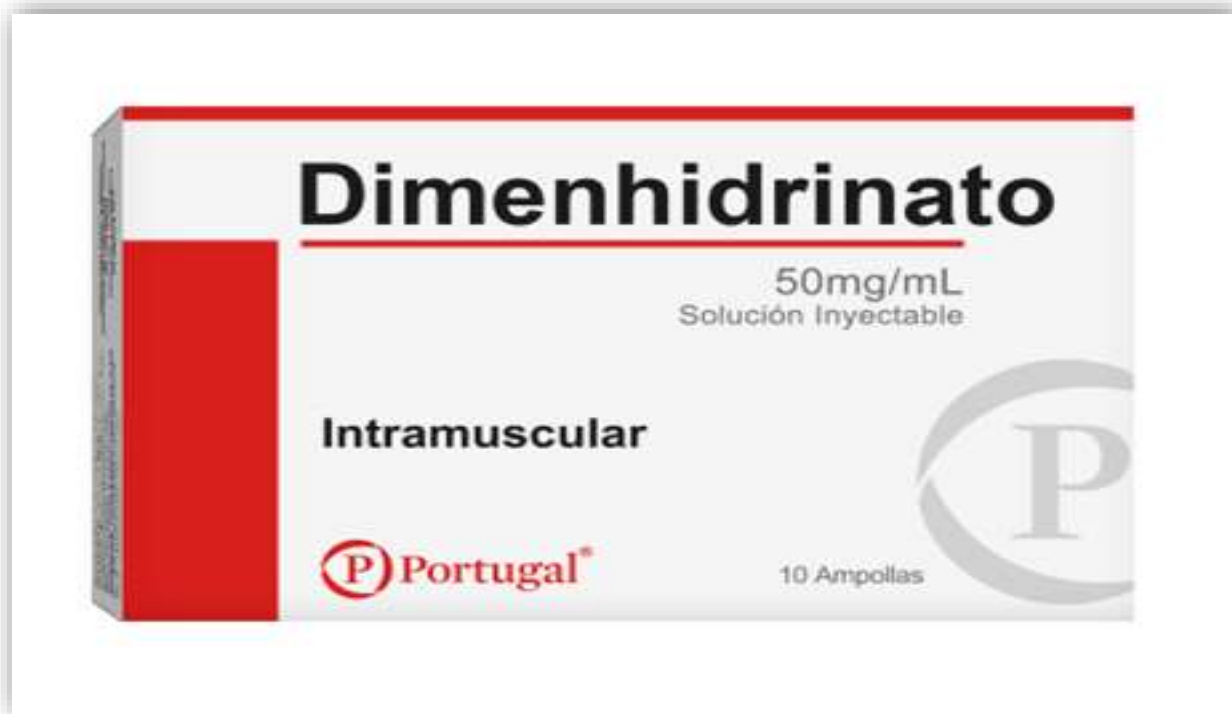 Dimenhidrinato
50mg/mL
Solución Inyectable
Intramuscular
P Portugal®
10 Ampollas
P